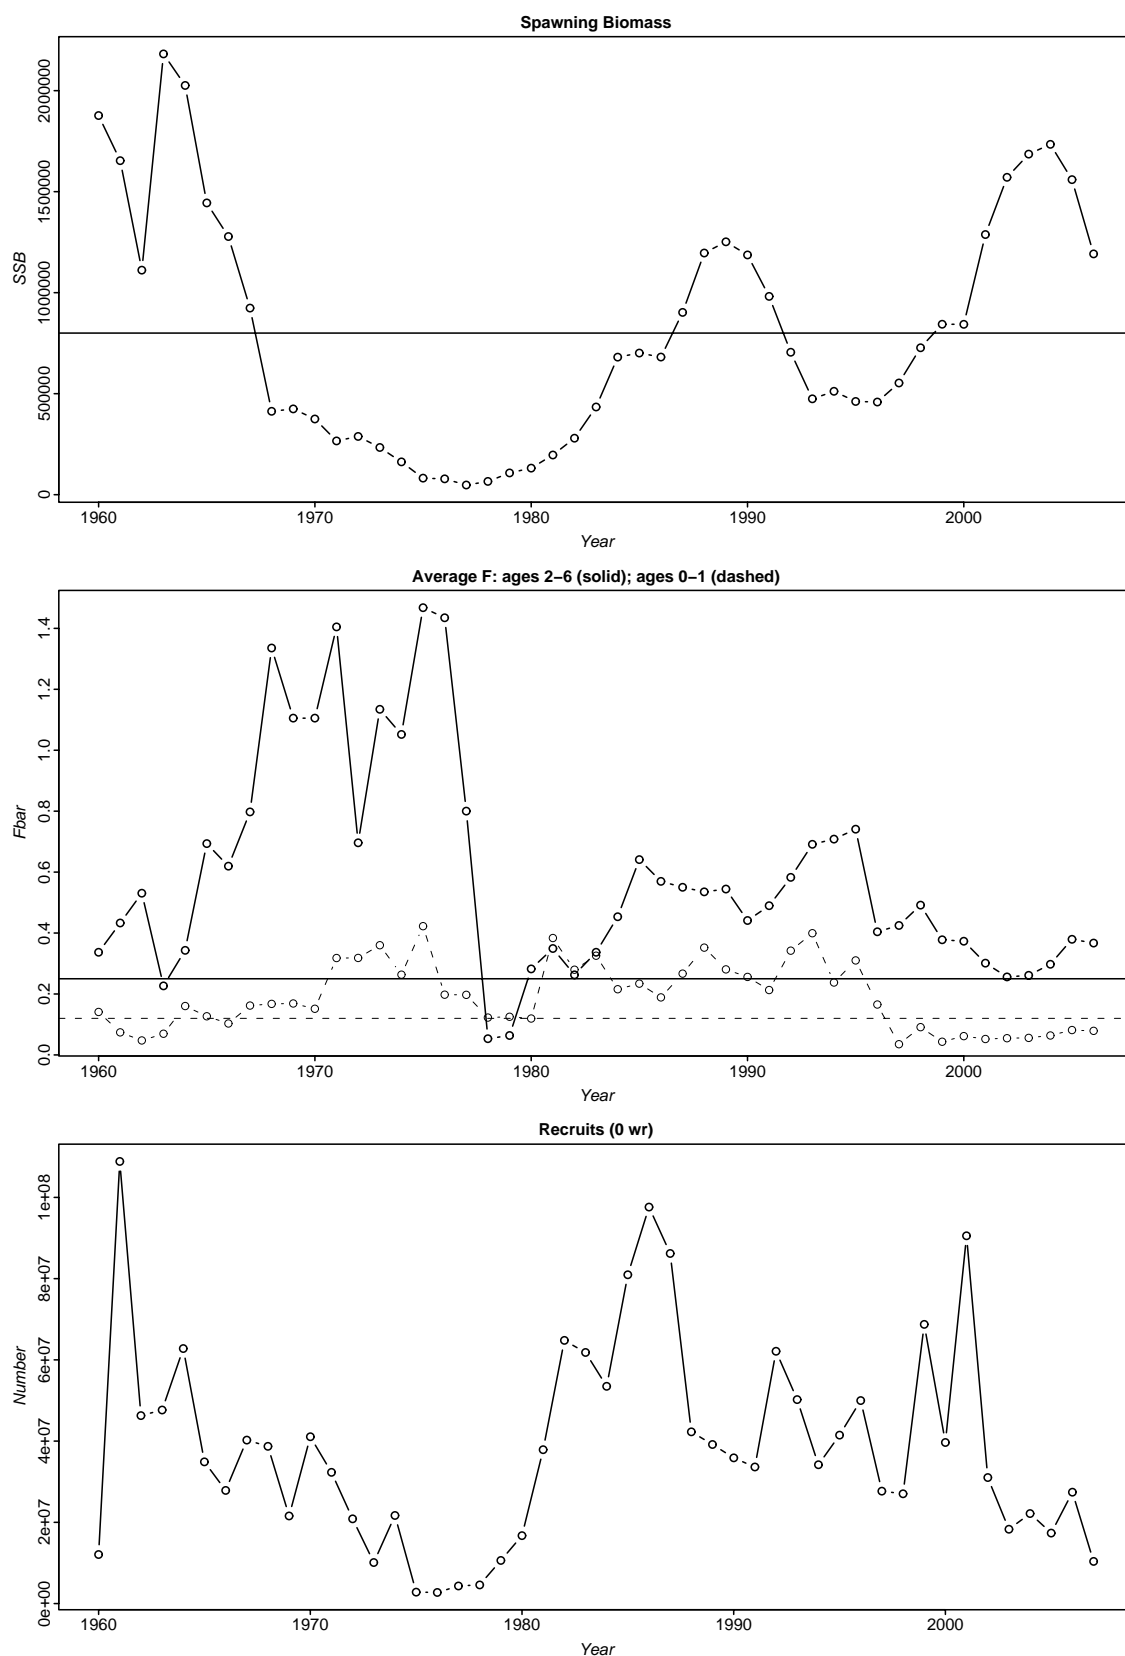 Spawning Biomass
SSB
2000000
1500000
1000000
500000
0
1960 1970 1980 1990 2000
Year
Average F: ages 2−6 (solid); ages 0−1 (dashed)
Fbar
1.4
1.2
1.0
0.8
0.6
0.4
0.2
0.0
1960 1970 1980 1990 2000
Year
Recruits (0 wr)
Number
1e+08
8e+07
6e+07
4e+07
2e+07
0e+00
1960 1970 1980 1990 2000
Year